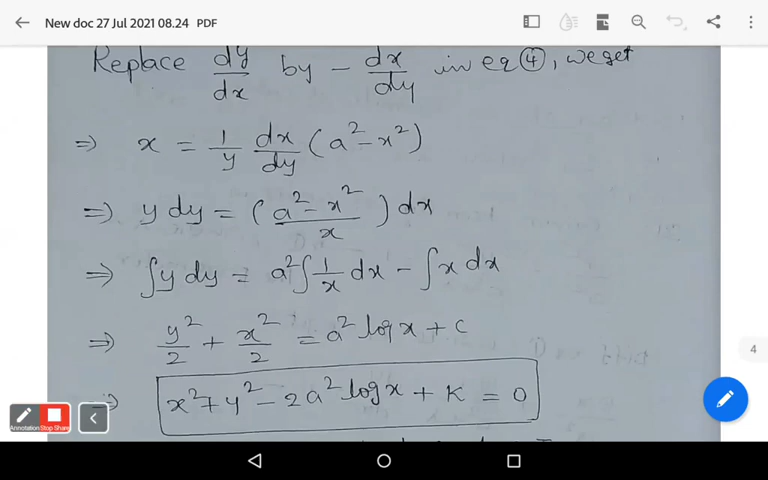 New doc 27 Jul 2021 08.24 PDF
Replace dy/dx by - dx/dy in eq ④, we get
⇒ x = 1/y dx/dy (a² - x²)
⇒ y dy = (a² - x²/x) dx
⇒ ∫y dy = a²∫1/x dx - ∫x dx
⇒ y²/2 + x²/2 = a² log x + c
4
⇒ x² + y² - 2a² log x + K = 0
Annotation Stop Share